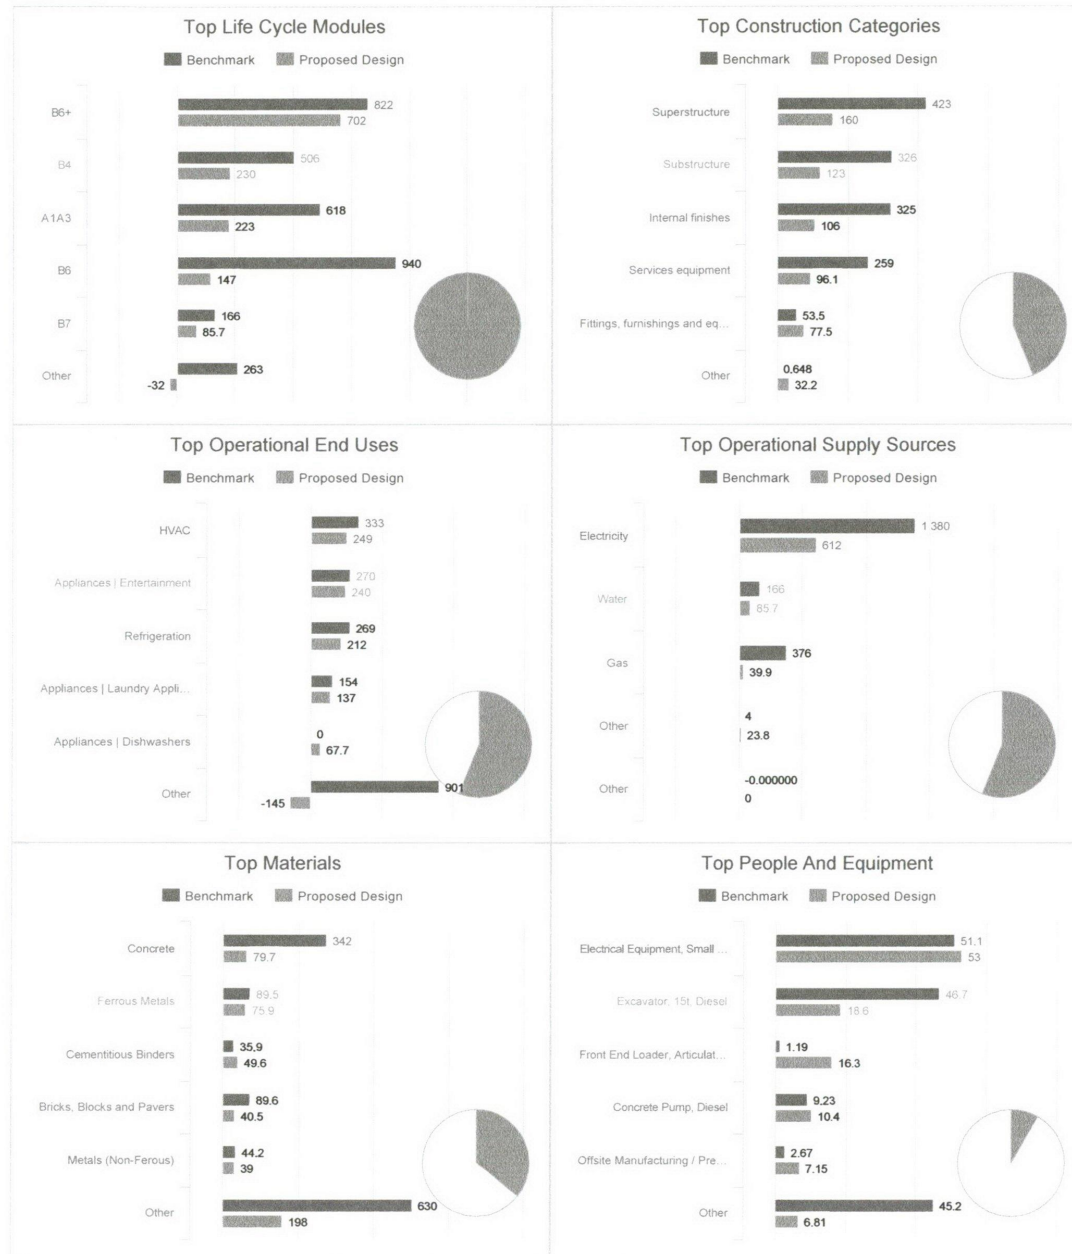 Top Life Cycle Modules
Benchmark Proposed Design
B6+ 822
702
B4 506
230
A1A3 618
223
B6 940
147
B7 166
85.7
Other 263
-32
Top Construction Categories
Benchmark Proposed Design
Superstructure 423
160
Substructure 326
123
Internal finishes 325
106
Services equipment 259
96.1
Fittings, furnishings and eq... 53.5
77.5
Other 0.648
32.2
Top Operational End Uses
Benchmark Proposed Design
HVAC 333
249
Appliances | Entertainment 270
240
Refrigeration 269
212
Appliances | Laundry Appli... 154
137
Appliances | Dishwashers 0
67.7
Other 901
-145
Top Operational Supply Sources
Benchmark Proposed Design
Electricity 1 380
612
Water 166
85.7
Gas 376
39.9
Other 4
23.8
Other -0.000000
0
Top Materials
Benchmark Proposed Design
Concrete 342
79.7
Ferrous Metals 89.5
75.9
Cementitious Binders 35.9
49.6
Bricks, Blocks and Pavers 89.6
40.5
Metals (Non-Ferous) 44.2
39
Other 630
198
Top People And Equipment
Benchmark Proposed Design
Electrical Equipment, Small ... 51.1
53
Excavator, 15t, Diesel 46.7
18.6
Front End Loader, Articulat... 1.19
16.3
Concrete Pump, Diesel 9.23
10.4
Offsite Manufacturing / Pre... 2.67
7.15
Other 45.2
6.81